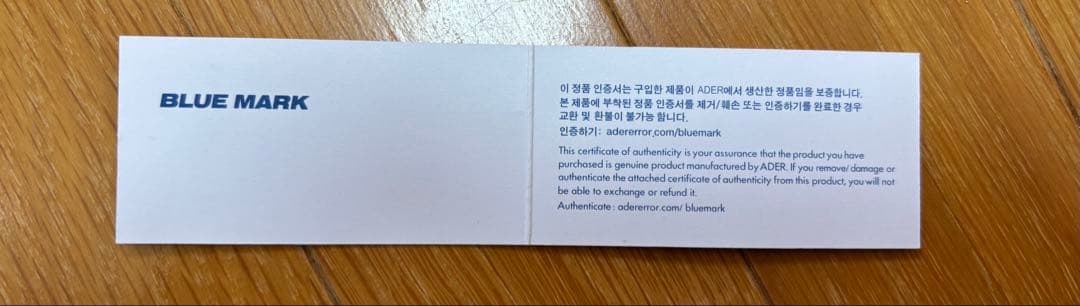 BLUE MARK
이 정품 인증서는 구입한 제품이 ADER에서 생산한 정품임을 보증합니다.
본 제품에 부착된 정품 인증서를 제거/훼손 또는 인증하기를 완료한 경우
교환 및 환불이 불가능 합니다.
인증하기: adererror.com/bluemark
This certificate of authenticity is your assurance that the product you have
purchased is genuine product manufactured by ADER. If you remove/ damage or
authenticate the attached certificate of authenticity from this product, you will not
be able to exchange or refund it.
Authenticate : adererror.com/ bluemark